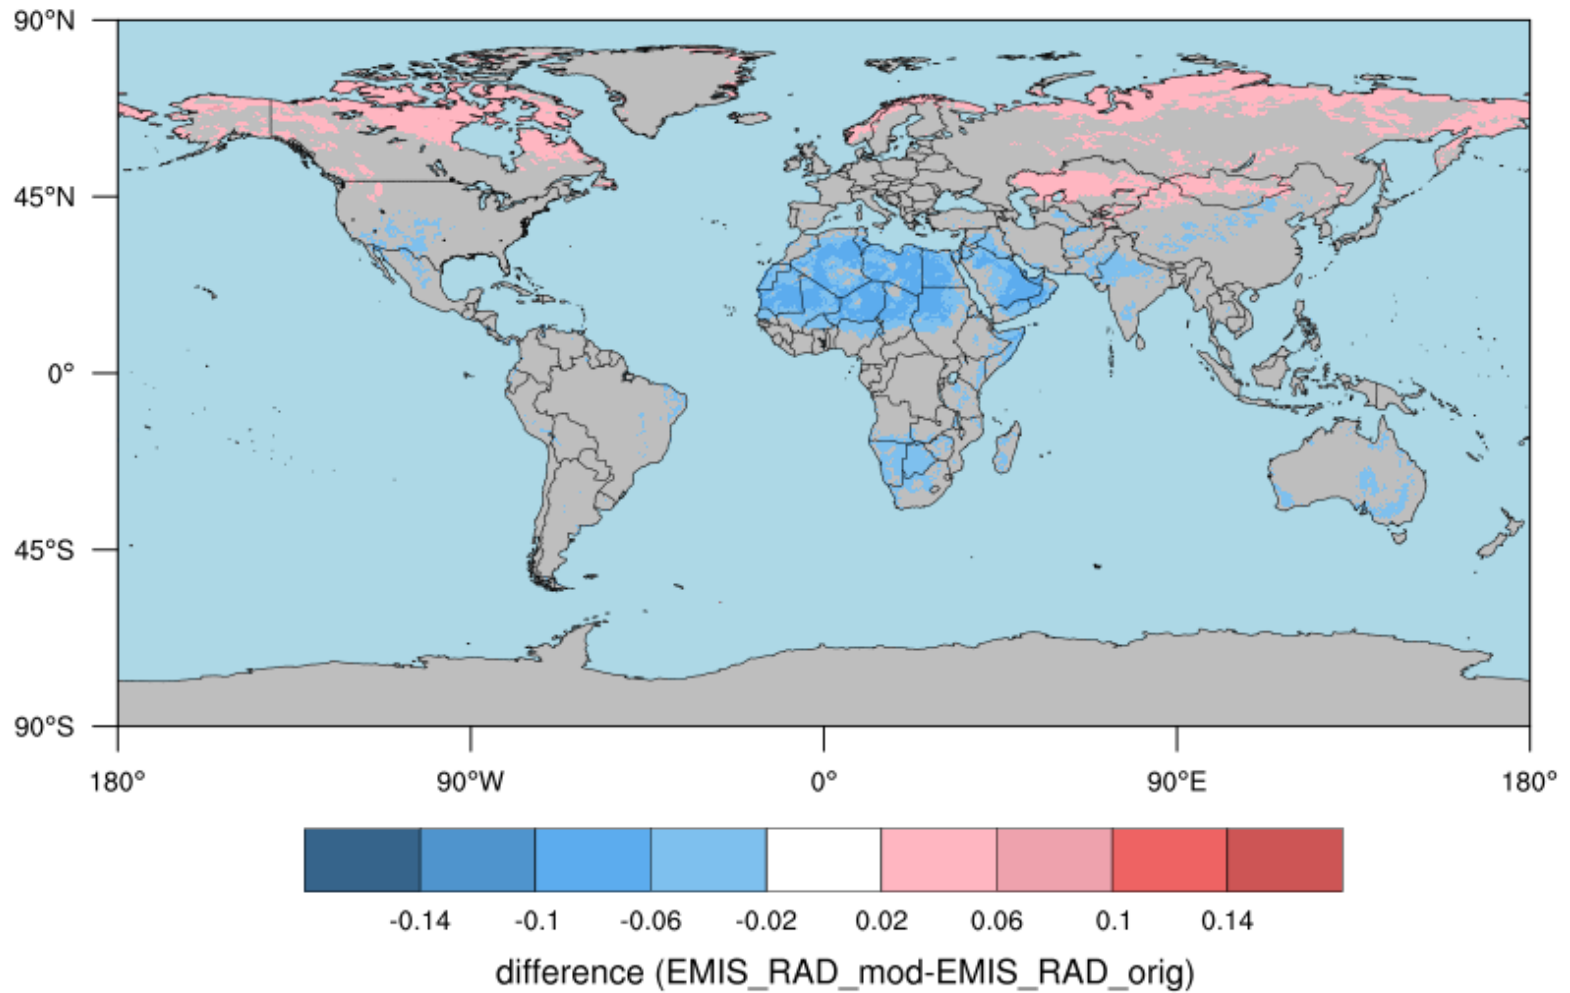 90°N
45°N
0°
45°S
90°S
180° 90°W 0° 90°E 180°
-0.14 -0.1 -0.06 -0.02 0.02 0.06 0.1 0.14
difference (EMIS_RAD_mod-EMIS_RAD_orig)